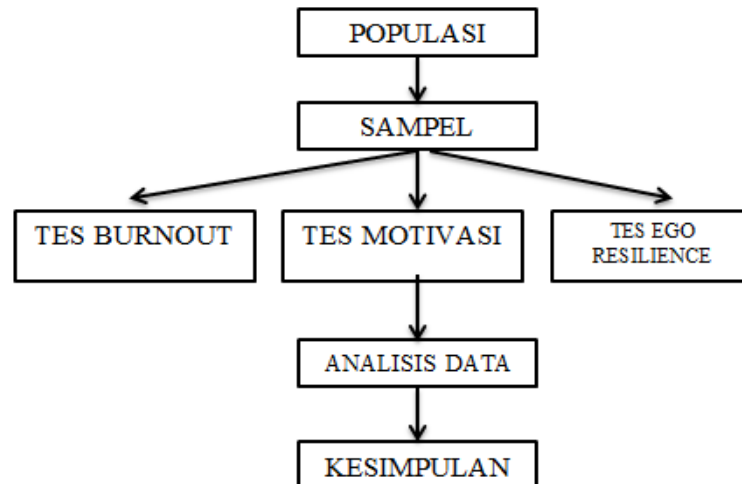 POPULASI
SAMPEL
TES BURNOUT
TES MOTIVASI
TES EGO
RESILIENCE
ANALISIS DATA
KESIMPULAN